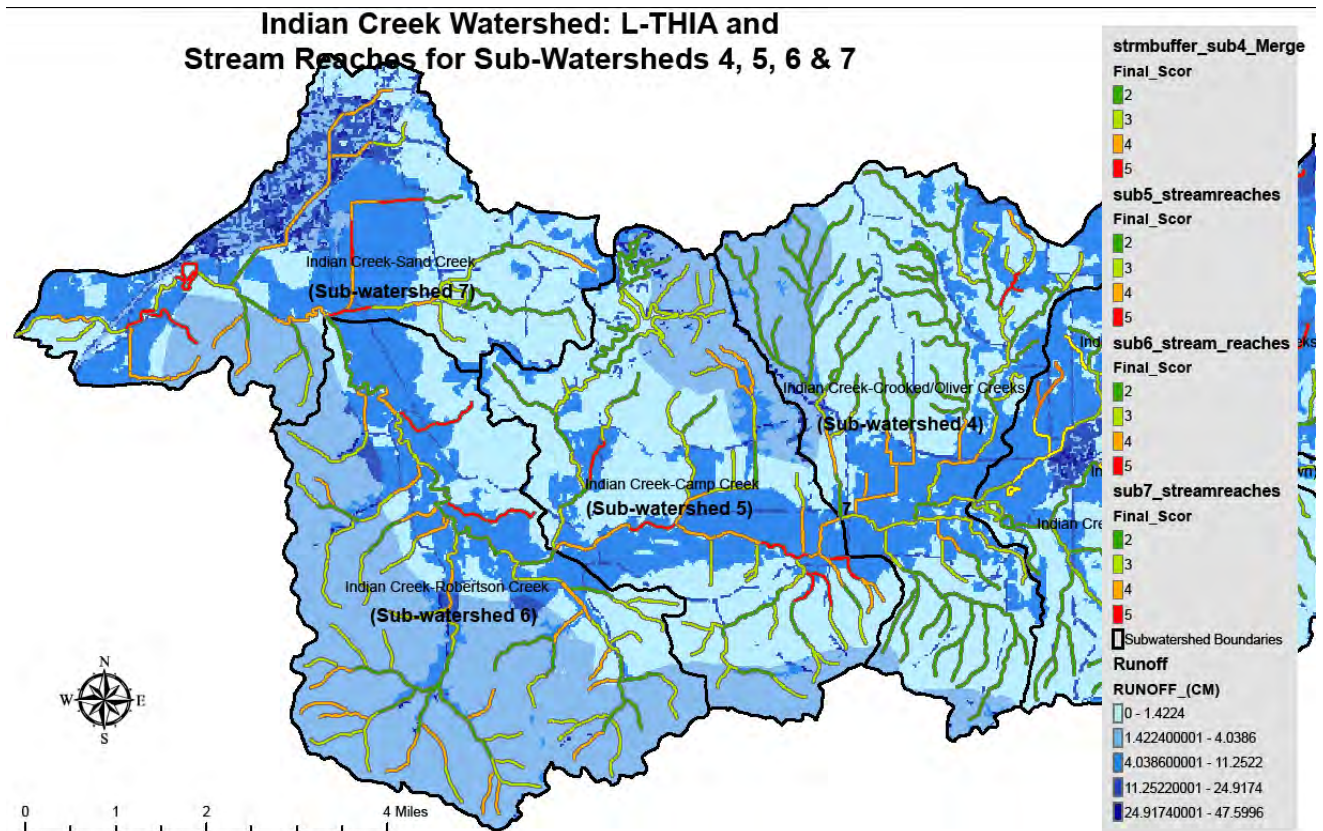 Indian Creek Watershed: L-THIA and
Stream Reaches for Sub-Watersheds 4, 5, 6 & 7
Indian Creek-Sand Creek
(Sub-watershed 7)
Indian Creek-Crooked/Oliver Creeks
(Sub-watershed 4)
Indian Creek-Camp Creek
(Sub-watershed 5)
7
Indian Creek-Robertson Creek
(Sub-watershed 6)
N
W E
S
0 1 2 4 Miles
strmbuffer_sub4_Merge
Final_Scor
2
3
4
5
sub5_streamreaches
Final_Scor
2
3
4
5
sub6_stream_reaches
Final_Scor
2
3
4
5
sub7_streamreaches
Final_Scor
2
3
4
5
Subwatershed Boundaries
Runoff
RUNOFF_(CM)
0 - 1.4224
1.422400001 - 4.0386
4.038600001 - 11.2522
11.25220001 - 24.9174
24.91740001 - 47.5996